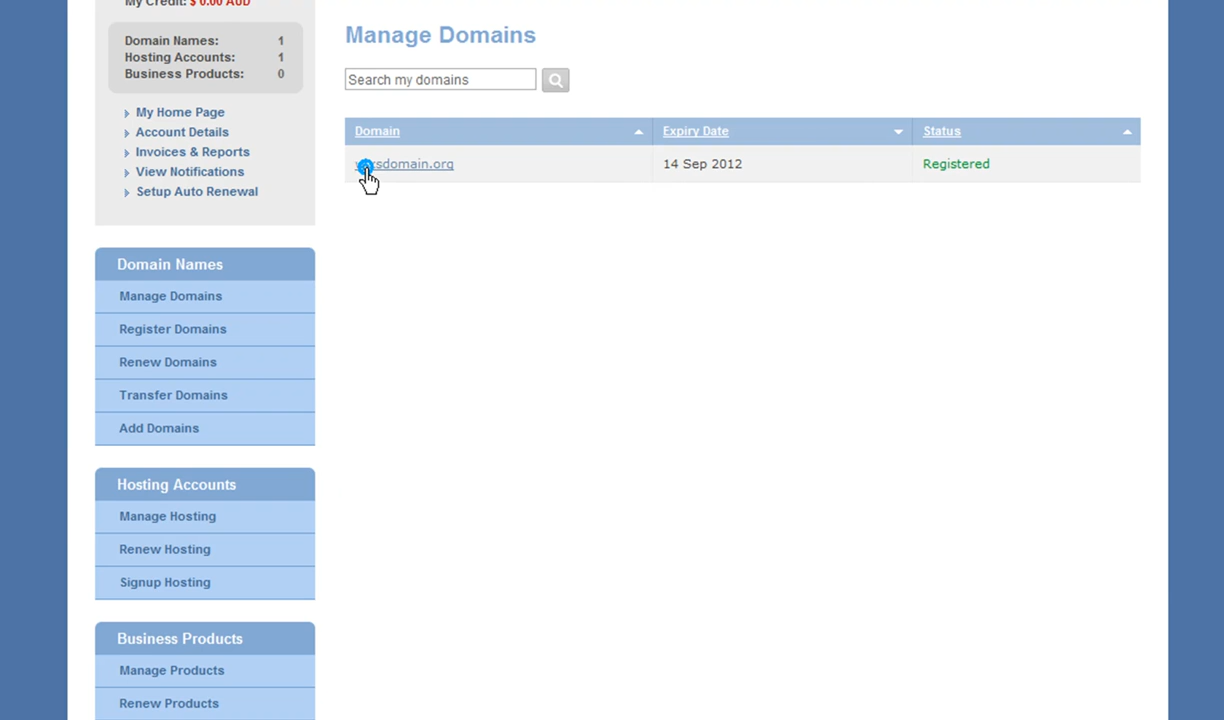 My Credit: $ 0.00 AUD
Domain Names: 1
Hosting Accounts: 1
Business Products: 0
My Home Page
Account Details
Invoices & Reports
View Notifications
Setup Auto Renewal
Domain Names
Manage Domains
Register Domains
Renew Domains
Transfer Domains
Add Domains
Hosting Accounts
Manage Hosting
Renew Hosting
Signup Hosting
Business Products
Manage Products
Renew Products
Manage Domains
Search my domains
Domain Expiry Date Status
14 Sep 2012 Registered